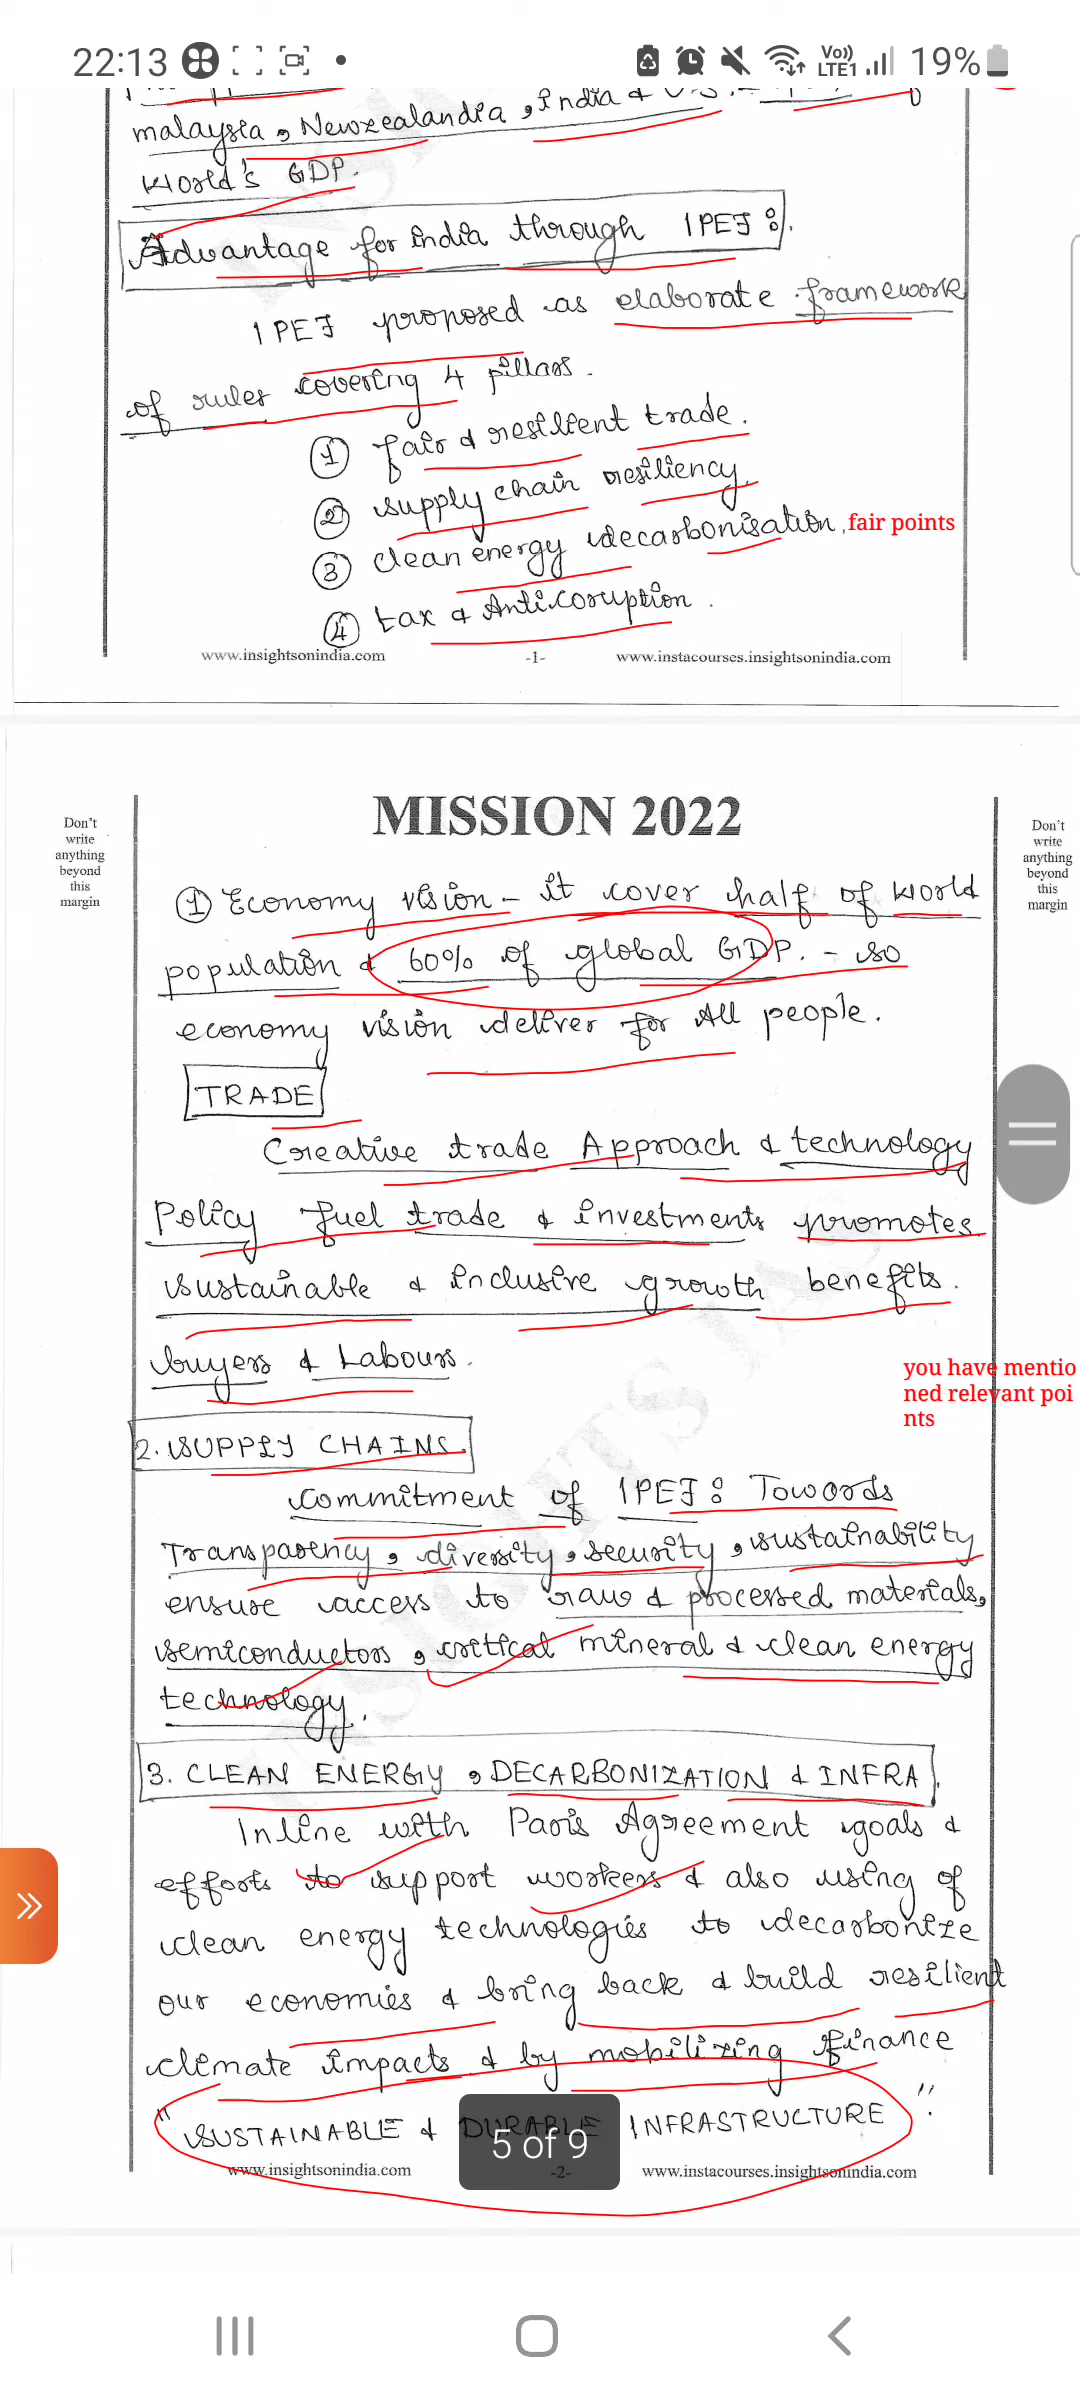 22:13
Vo)) LTE1 19%
malaysia, Newzealandia, India & U.S.
World's GDP.
Advantage for india through IPEF:
IPEF proposed as elaborate framework
of rules covering 4 pillars.
① fair & resilient trade.
② supply chain resiliency.
③ clean energy decarbonisation. fair points
④ tax & Anti.coruption.
www.insightsonindia.com -1- www.instacourses.insightsonindia.com
MISSION 2022
Don't
write
anything
beyond
this
margin
Don't
write
anything
beyond
this
margin
① Economy vision - it cover half of world
population & 60% of global GDP. - so
economy vision deliver for All people.
TRADE
Creative trade Approach & technology
Policy fuel trade & investments promotes
sustainable & inclusive growth benefits.
buyers & Labours.
you have mentio
ned relevant poi
nts
2. SUPPLY CHAINS.
commitment of IPEF: Towards
Transparency, diversity, security, sustainability
ensure access to raw & processed materials,
semiconductors, critical mineral & clean energy
technology.
3. CLEAN ENERGY, DECARBONIZATION & INFRA.
Inline with Paris Agreement goals &
efforts to support workers & also using of
clean energy technologies to decarbonize
our economies & bring back & build resilient
climate impacts & by mobilizing finance
"SUSTAINABLE & DURABLE INFRASTRUCTURE".
5 of 9
www.insightsonindia.com -2- www.instacourses.insightsonindia.com